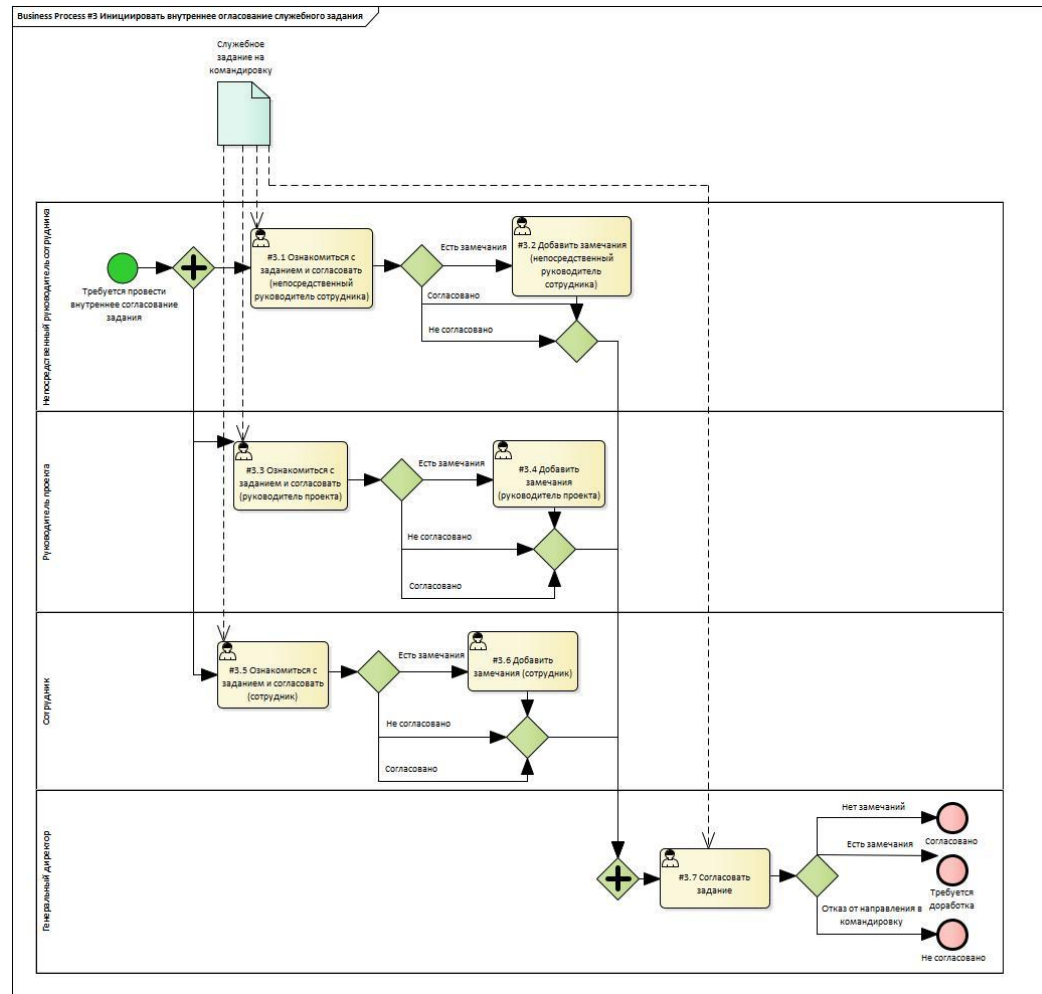 Business Process #3 Инициировать внутреннее огласование служебного задания
Служебное
задание на
командировку
Непосредственный руководитель сотрудника
Требуется провести
внутреннее согласование
задания
#3.1 Ознакомиться с
заданием и согласовать
(непосредственный
руководитель сотрудника)
Есть замечания
#3.2 Добавить замечания
(непосредственный
руководитель
сотрудника)
Согласовано
Не согласовано
Руководитель проекта
#3.3 Ознакомиться с
заданием и согласовать
(руководитель проекта)
Есть замечания
#3.4 Добавить
замечания
(руководитель проекта)
Не согласовано
Согласовано
Сотрудник
#3.5 Ознакомиться с
заданием и согласовать
(сотрудник)
Есть замечания
#3.6 Добавить
замечания (сотрудник)
Не согласовано
Согласовано
Генеральный директор
#3.7 Согласовать
задание
Нет замечаний
Согласовано
Есть замечания
Требуется
доработка
Отказ от направления в
командировку
Не согласовано